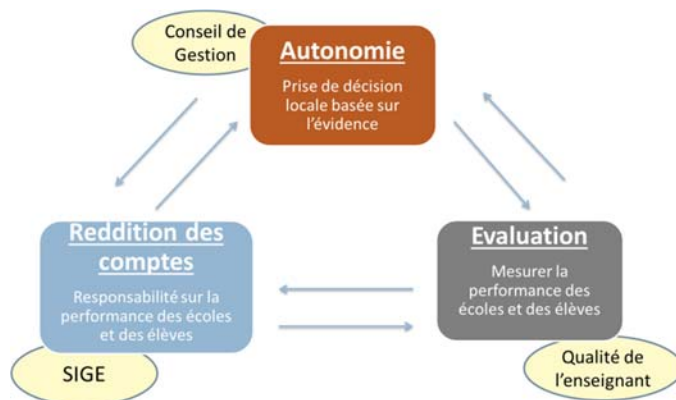 Conseil de
Gestion
Autonomie
Prise de décision
locale basée sur
l'évidence
Reddition des
comptes
Responsabilité sur la
performance des écoles
et des élèves
SIGE
Evaluation
Mesurer la
performance des
écoles et des élèves
Qualité de
l'enseignant